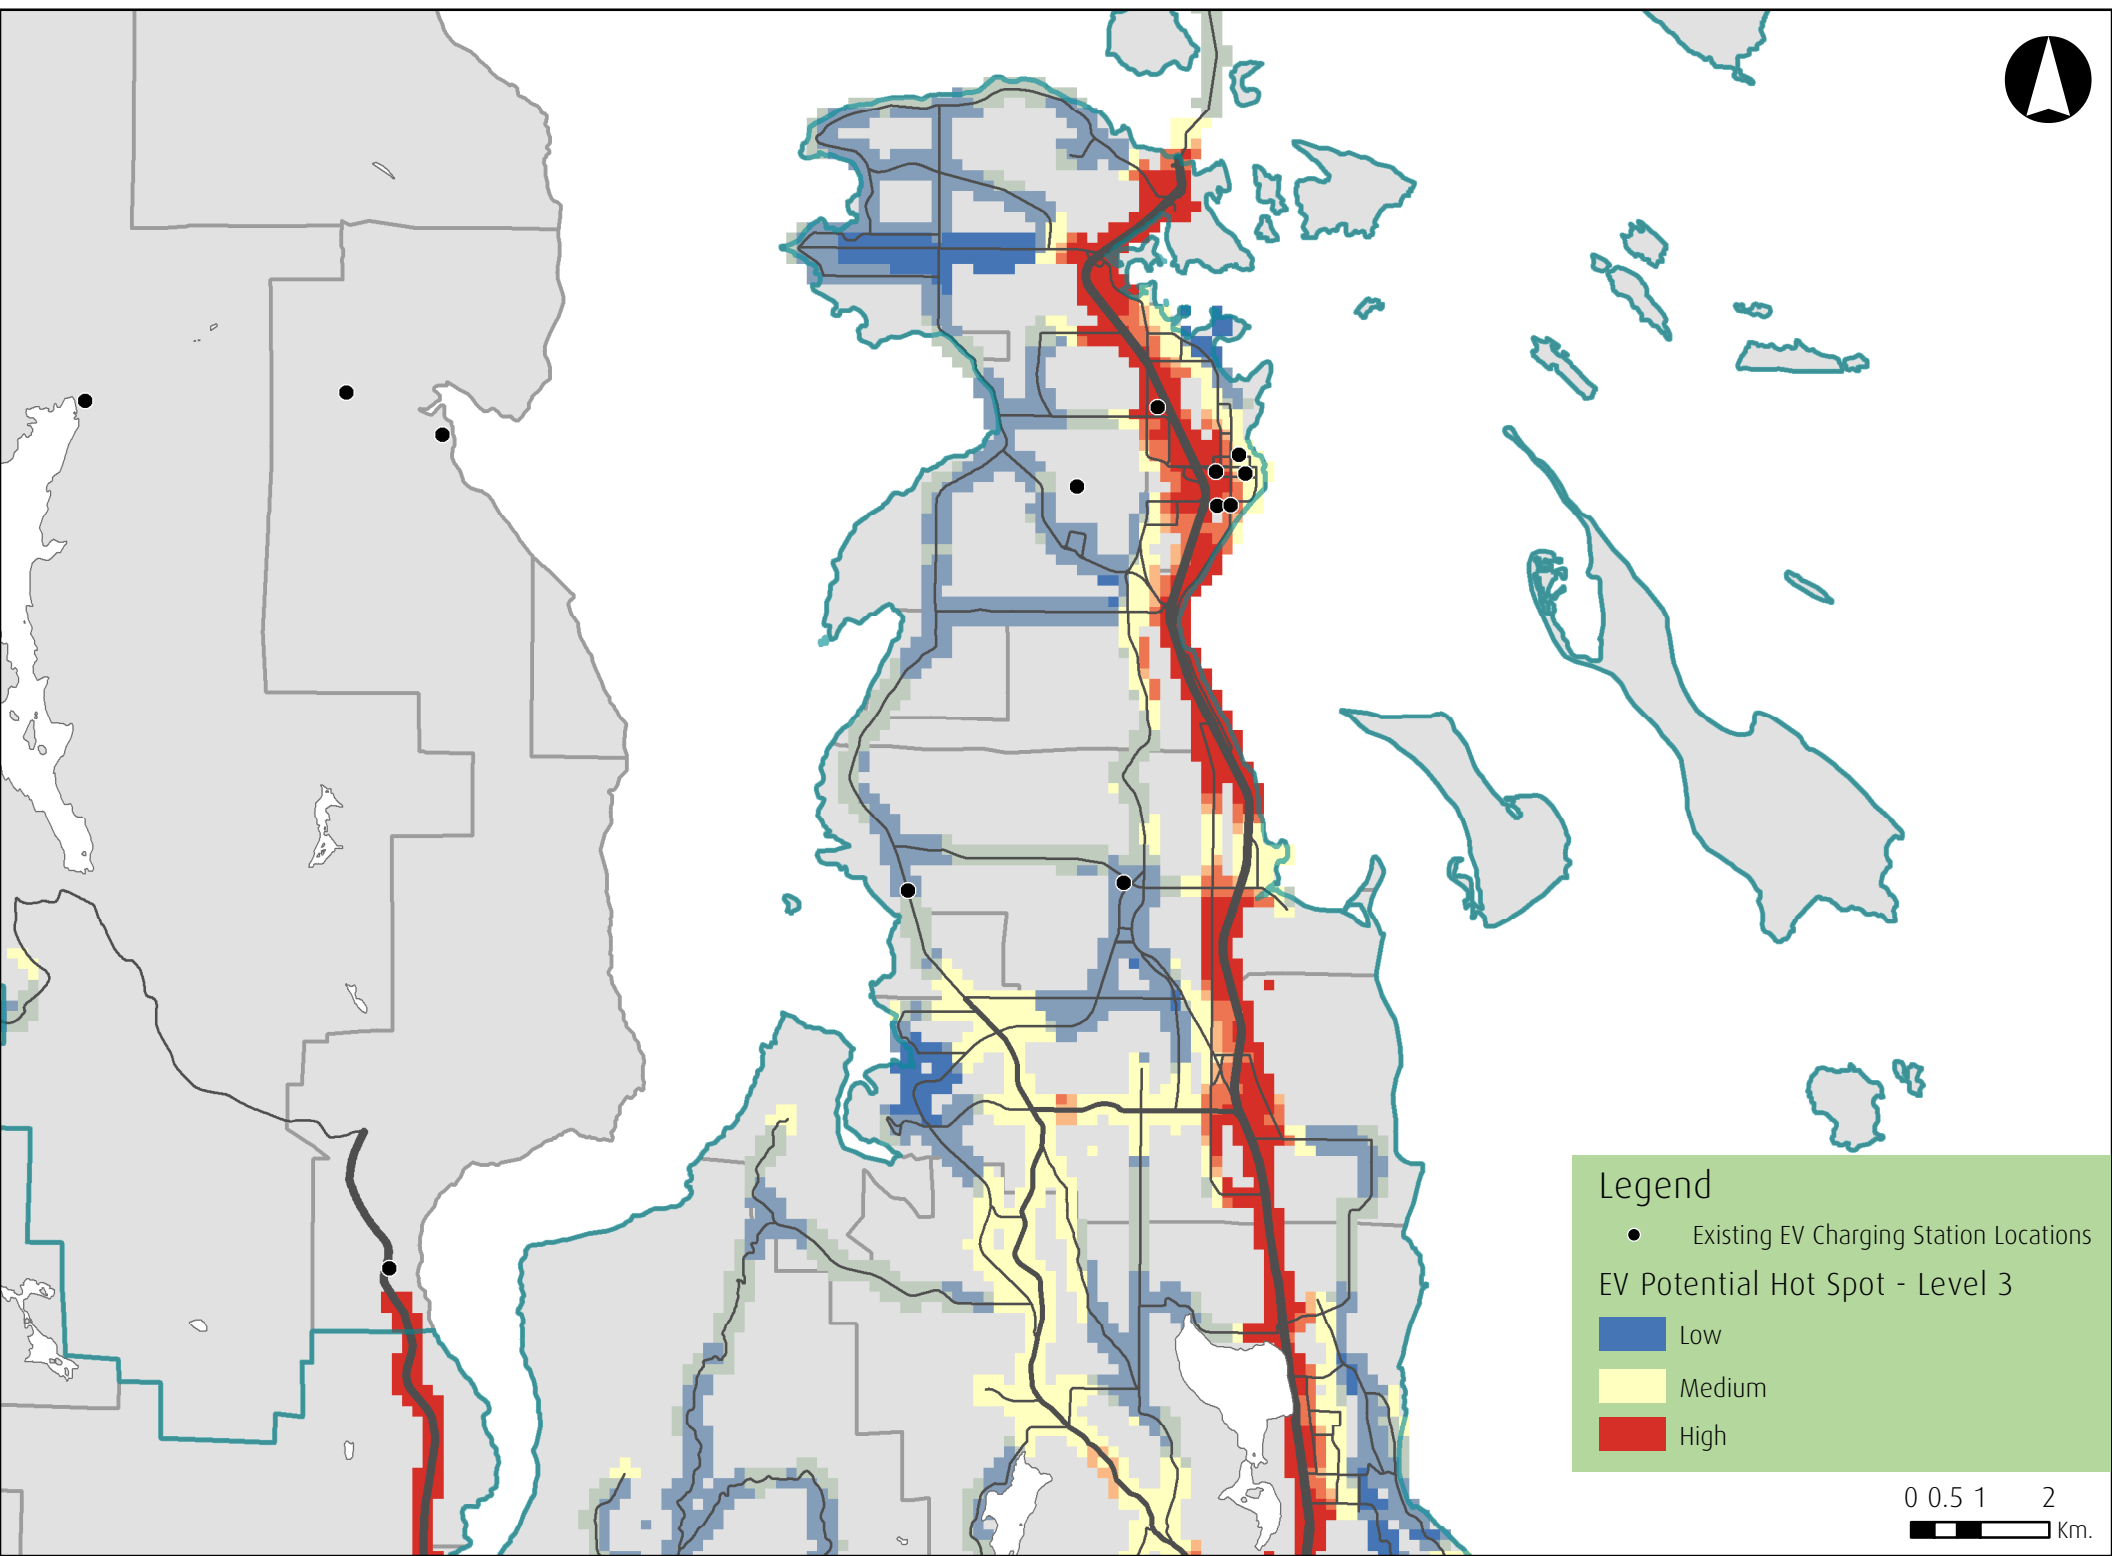 Legend
Existing EV Charging Station Locations
EV Potential Hot Spot - Level 3
Low
Medium
High
0 0.5 1 2
Km.